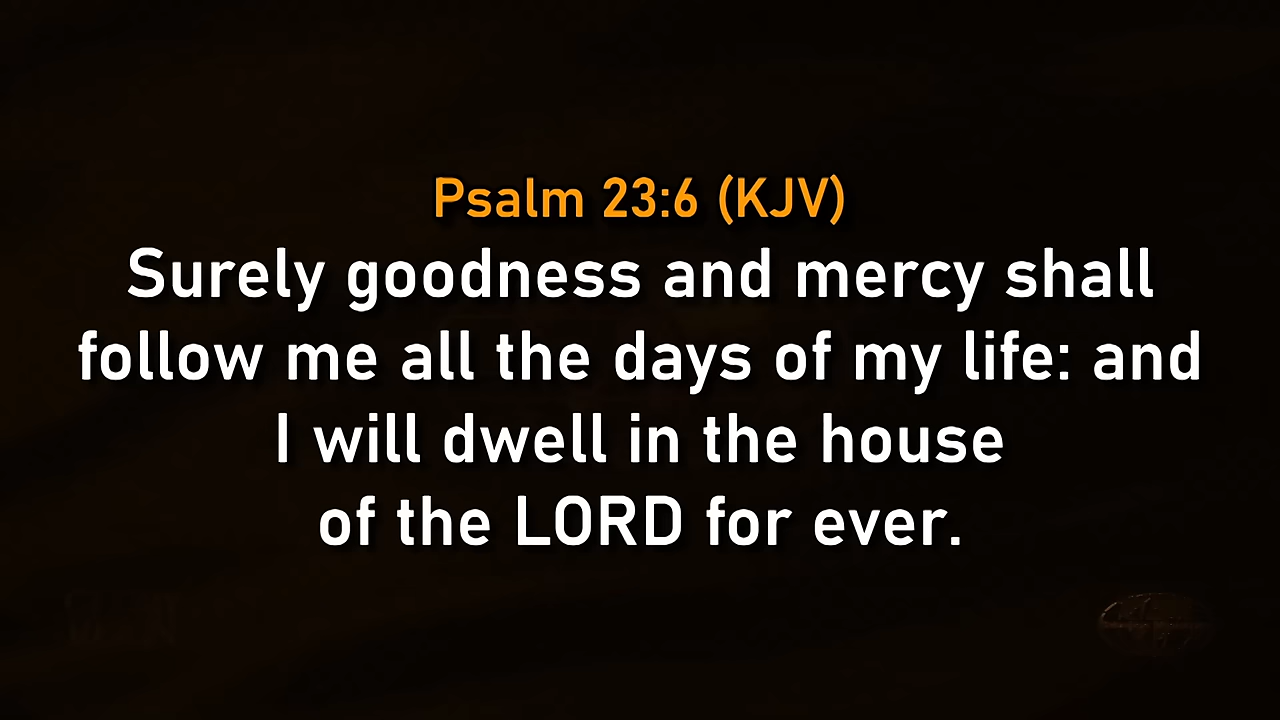 Psalm 23:6 (KJV)
Surely goodness and mercy shall
follow me all the days of my life: and
I will dwell in the house
of the LORD for ever.